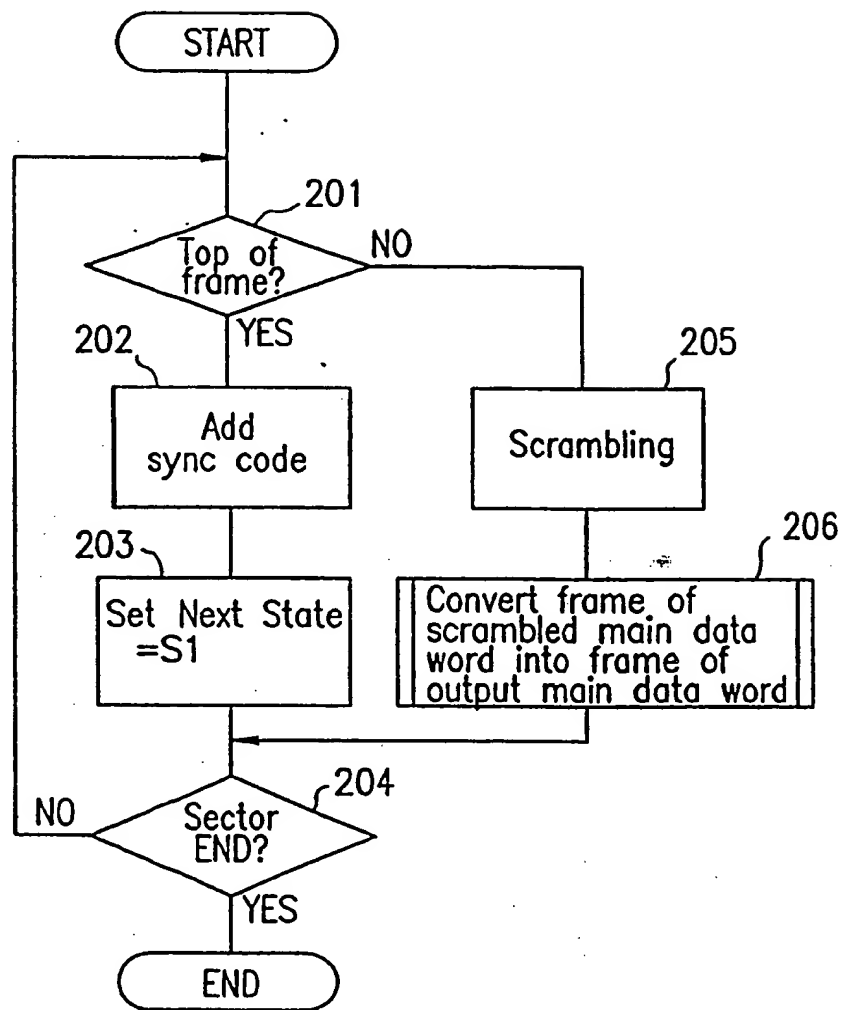 START
201
Top of
frame?
NO
YES
202
Add
sync code
205
Scrambling
203
Set Next State
=S1
206
Convert frame of
scrambled main data
word into frame of
output main data word
204
Sector
END?
NO
YES
END